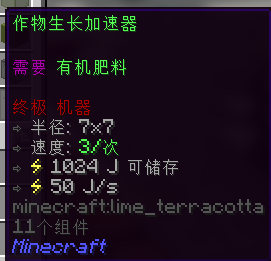 作物生长加速器
需要 有机肥料
终极 机器
⇨ 半径: 7x7
⇨ 速度: 3/次
⇨ ⚡ 1024 J 可储存
⇨ ⚡ 50 J/s
minecraft:lime_terracotta
11个组件
Minecraft